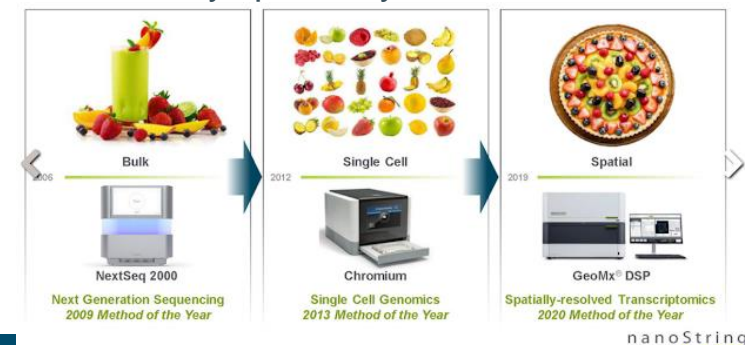 Bulk
2006
NextSeq 2000
Next Generation Sequencing
2009 Method of the Year
Single Cell
2012
Chromium
Single Cell Genomics
2013 Method of the Year
Spatial
2019
GeoMx® DSP
Spatially-resolved Transcriptomics
2020 Method of the Year
nanoString